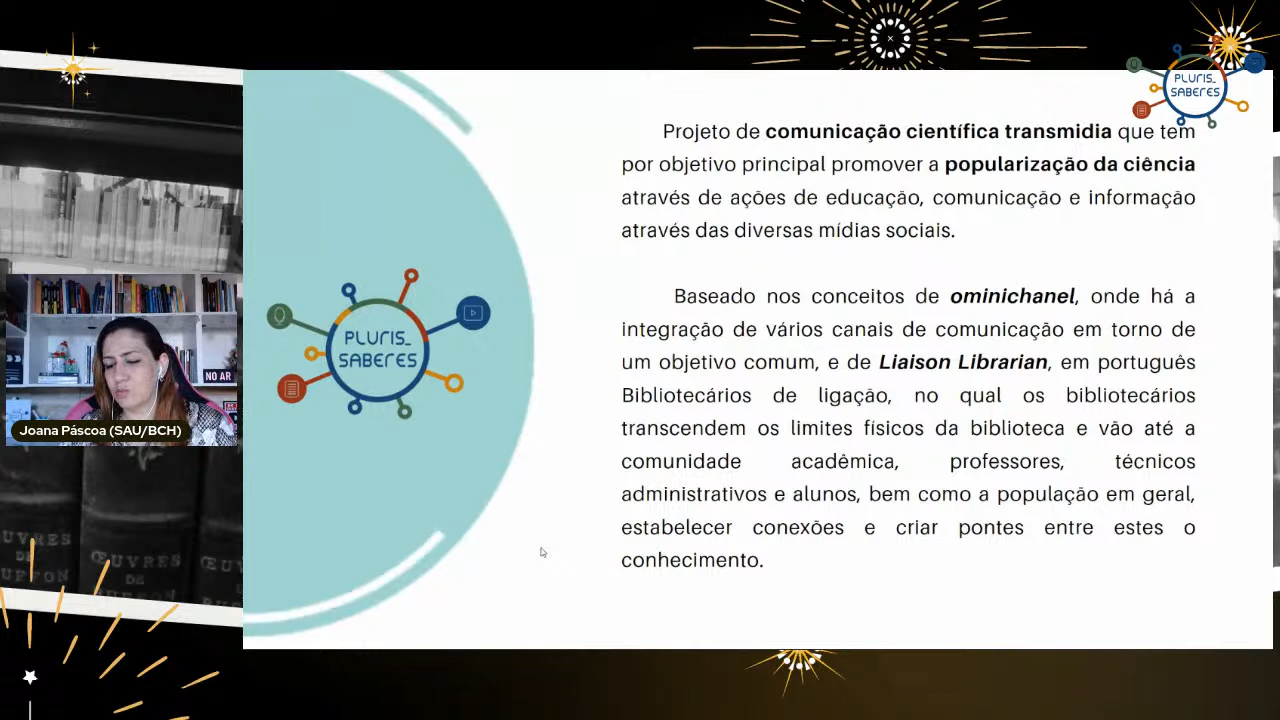 PLURIS_
SABERES
Projeto de comunicação científica transmidia que tem
por objetivo principal promover a popularização da ciência
através de ações de educação, comunicação e informação
através das diversas mídias sociais.
PLURIS_
SABERES
Baseado nos conceitos de ominichanel, onde há a
integração de vários canais de comunicação em torno de
um objetivo comum, e de Liaison Librarian, em português
Bibliotecários de ligação, no qual os bibliotecários
transcendem os limites físicos da biblioteca e vão até a
comunidade acadêmica, professores, técnicos
administrativos e alunos, bem como a população em geral,
estabelecer conexões e criar pontes entre estes o
conhecimento.
NO AR
Joana Páscoa (SAU/BCH)
ŒUVRES
DE
ŒUVRES
DE
BUFFON